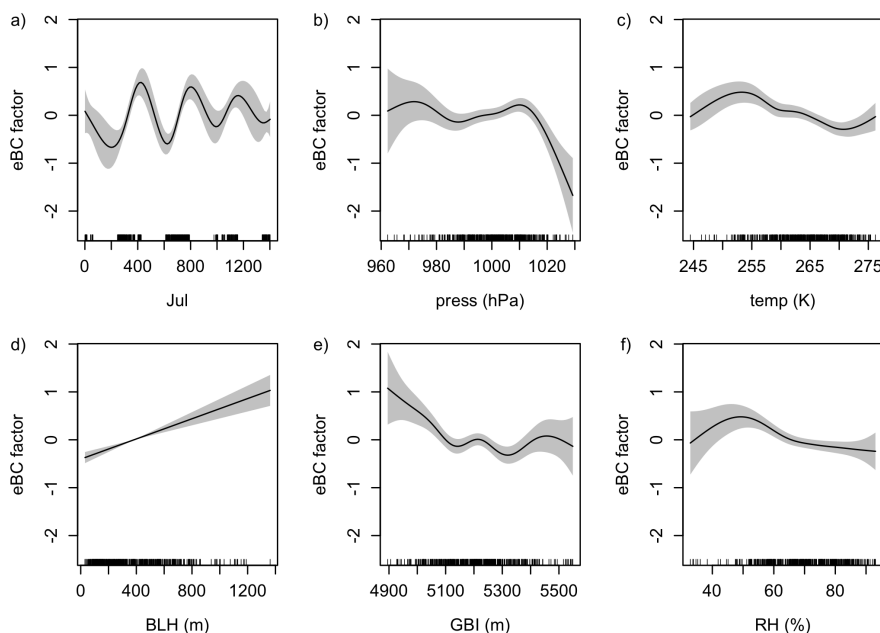 a) b) c)
2 2 2
1 1 1
0 0 0
-1 -1 -1
-2 -2 -2
eBC factor eBC factor eBC factor
0 400 800 1200 960 980 1000 1020 245 255 265 275
Jul press (hPa) temp (K)
d) e) f)
2 2 2
1 1 1
0 0 0
-1 -1 -1
-2 -2 -2
eBC factor eBC factor eBC factor
0 400 800 1200 4900 5100 5300 5500 40 60 80
BLH (m) GBI (m) RH (%)